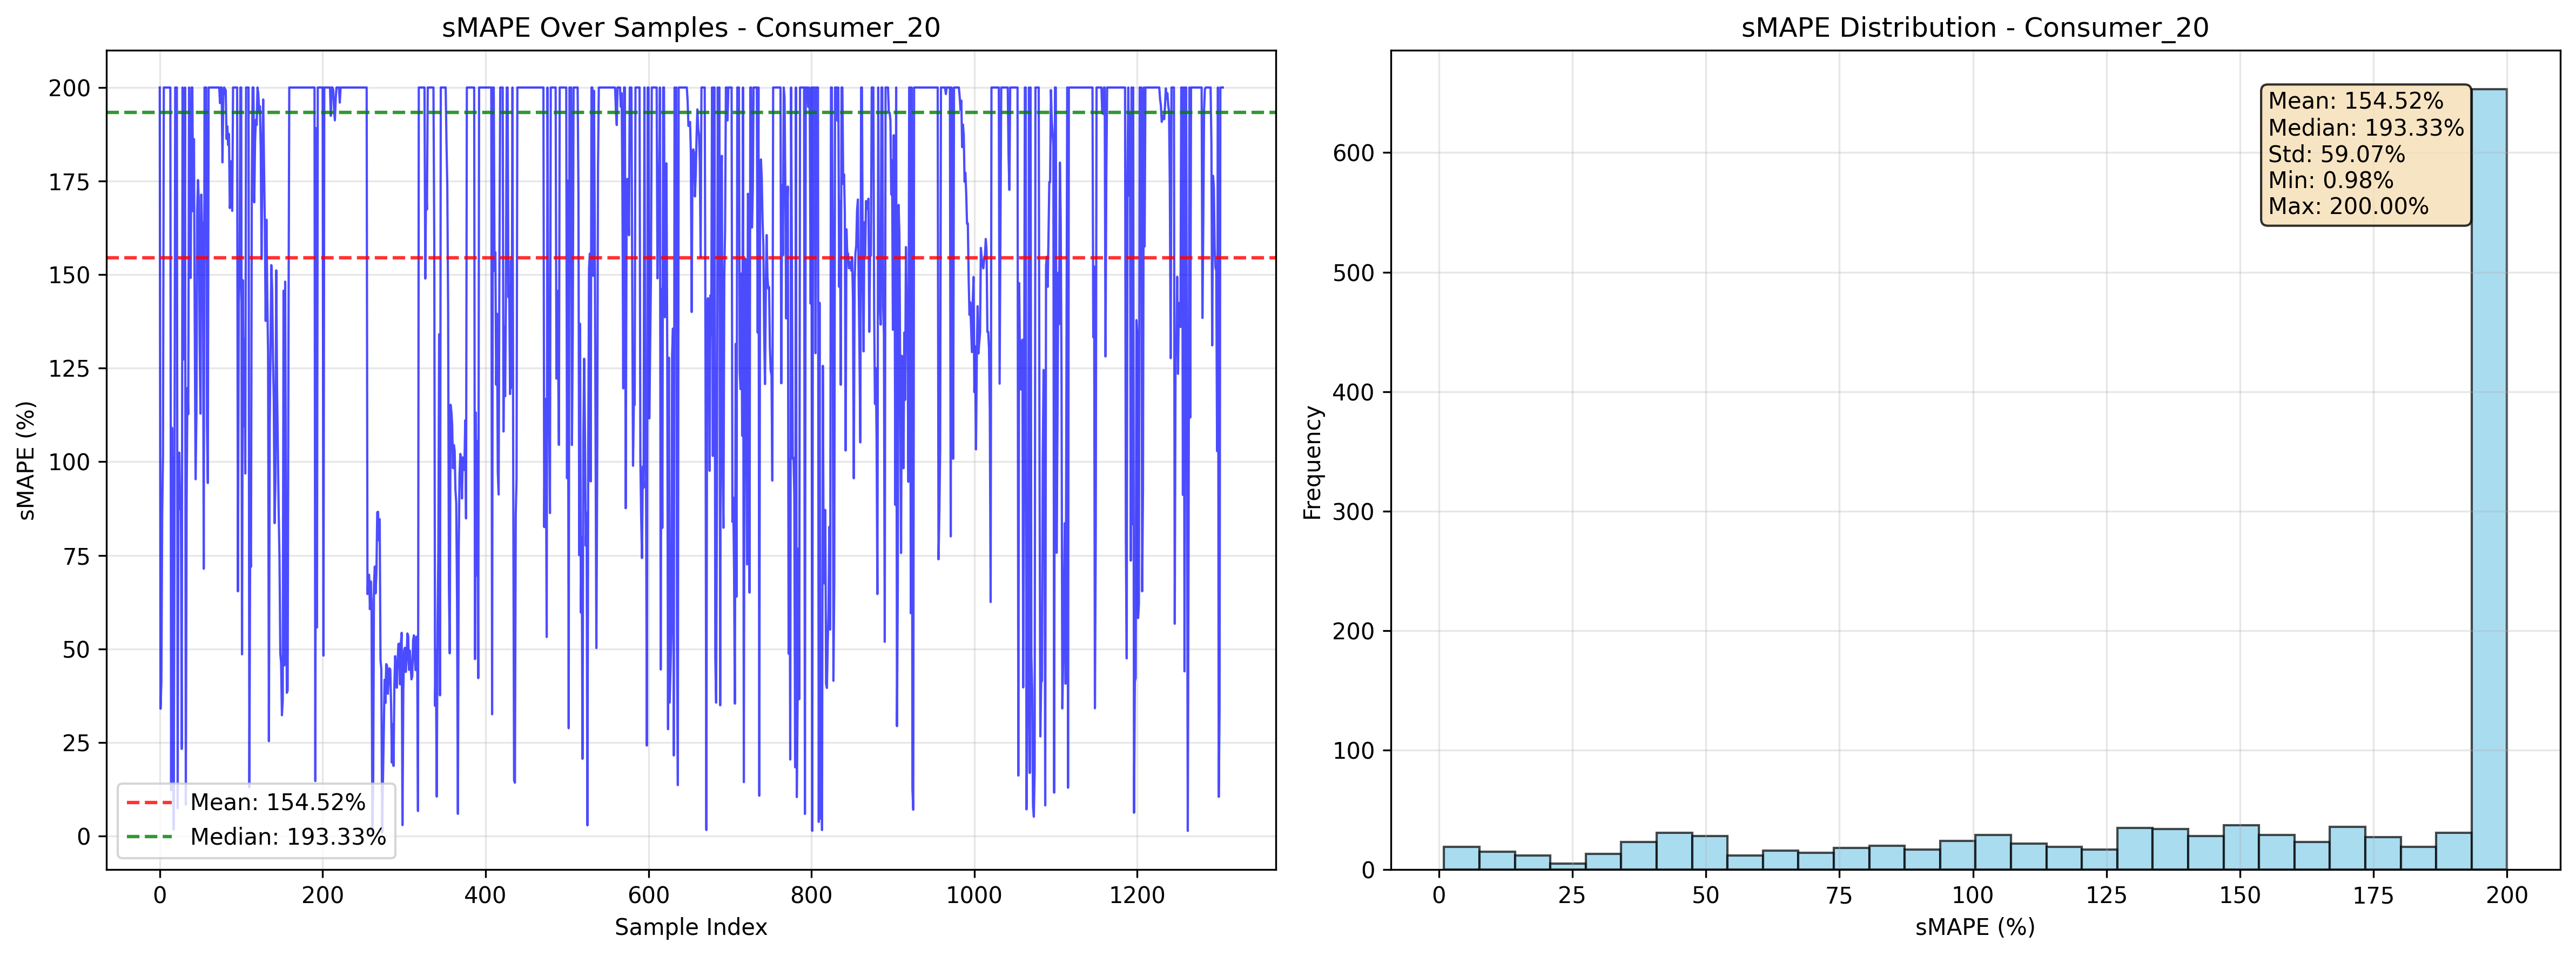 sMAPE Over Samples - Consumer_20
200
175
150
125
100
75
50
25
0
sMAPE (%)
Mean: 154.52%
Median: 193.33%
0
200
400
600
800
1000
1200
Sample Index
sMAPE Distribution - Consumer_20
Mean: 154.52%
Median: 193.33%
Std: 59.07%
Min: 0.98%
Max: 200.00%
600
500
400
300
200
100
0
Frequency
0
25
50
75
100
125
150
175
200
sMAPE (%)